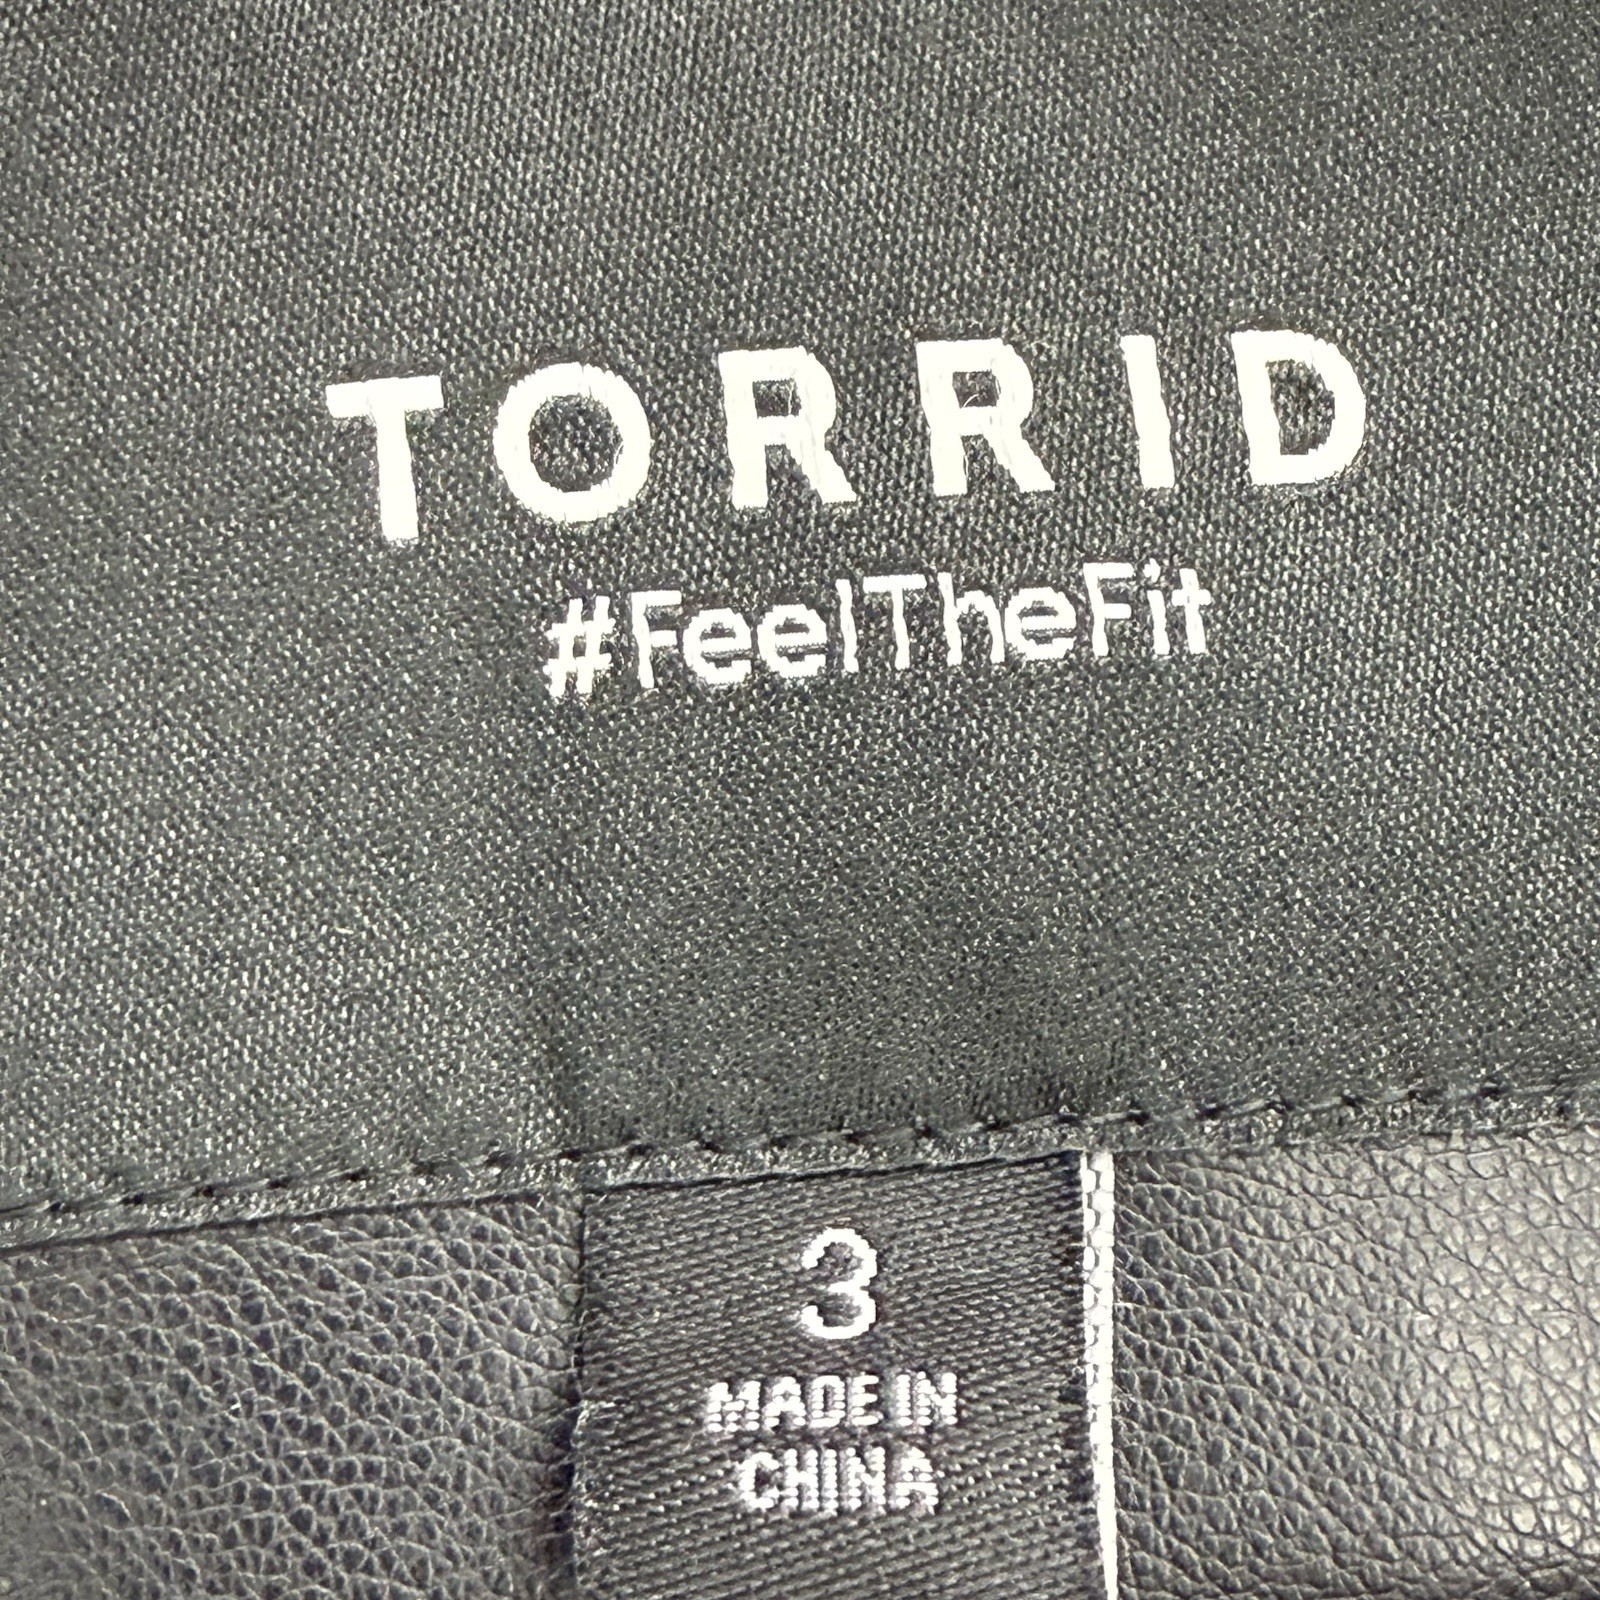 TORRID
#FeelTheFit
3
MADE IN
CHINA